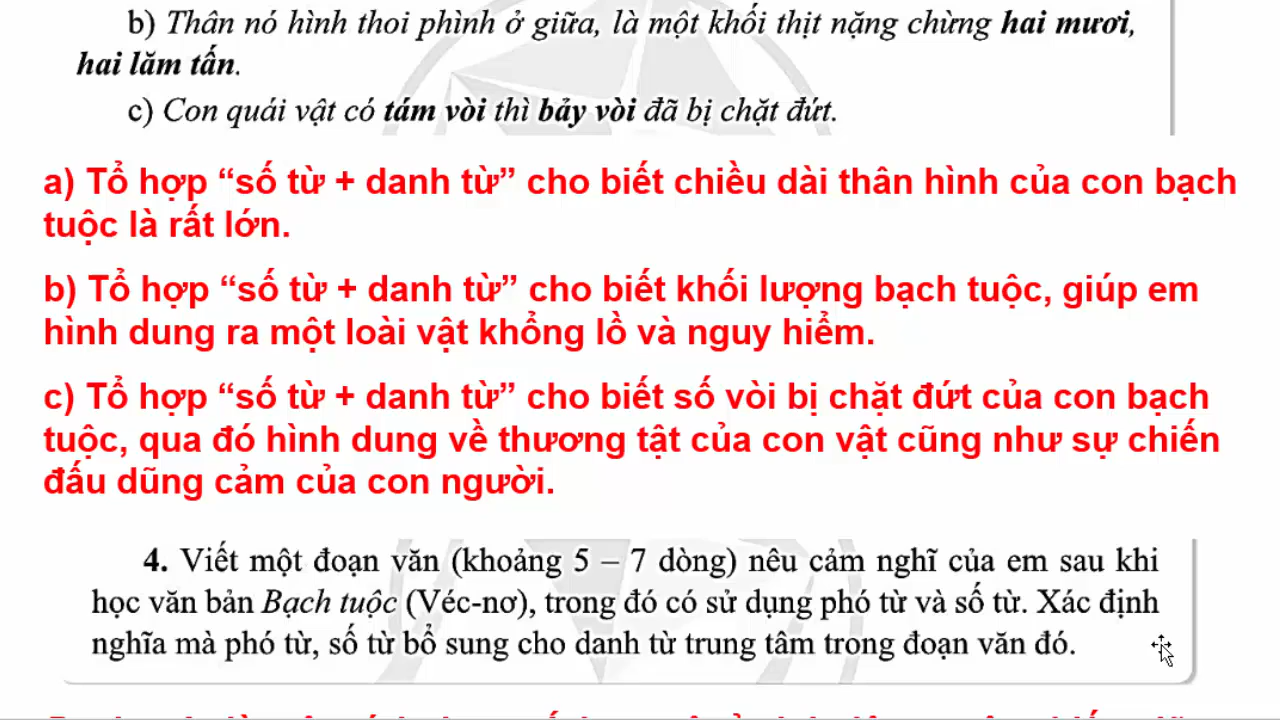 b) Thân nó hình thoi phình ở giữa, là một khối thịt nặng chừng hai mươi,
hai lăm tấn.
c) Con quái vật có tám vòi thì bảy vòi đã bị chặt đứt.
a) Tổ hợp “số từ + danh từ” cho biết chiều dài thân hình của con bạch
tuộc là rất lớn.
b) Tổ hợp “số từ + danh từ” cho biết khối lượng bạch tuộc, giúp em
hình dung ra một loài vật khổng lồ và nguy hiểm.
c) Tổ hợp “số từ + danh từ” cho biết số vòi bị chặt đứt của con bạch
tuộc, qua đó hình dung về thương tật của con vật cũng như sự chiến
đấu dũng cảm của con người.
4. Viết một đoạn văn (khoảng 5 – 7 dòng) nêu cảm nghĩ của em sau khi
học văn bản Bạch tuộc (Véc-nơ), trong đó có sử dụng phó từ và số từ. Xác định
nghĩa mà phó từ, số từ bổ sung cho danh từ trung tâm trong đoạn văn đó.